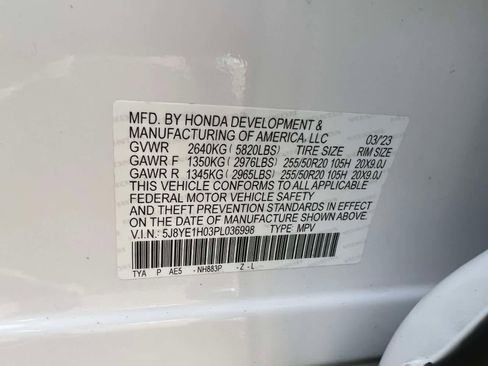 MFD. BY HONDA DEVELOPMENT &
MANUFACTURING OF AMERICA, LLC 03/23
GVWR 2640KG (5820LBS) TIRE SIZE RIM SIZE
GAWR F 1350KG (2976LBS) 255/50R20 105H 20X9.0J
GAWR R 1345KG (2965LBS) 255/50R20 105H 20X9.0J
THIS VEHICLE CONFORMS TO ALL APPLICABLE
FEDERAL MOTOR VEHICLE SAFETY
AND THEFT PREVENTION STANDARDS IN EFFECT
ON THE DATE OF MANUFACTURE SHOWN ABOVE.
V.I.N.: 5J8YE1H03PL036998 TYPE: MPV
TYA P AE5 -NH883P -Z-L